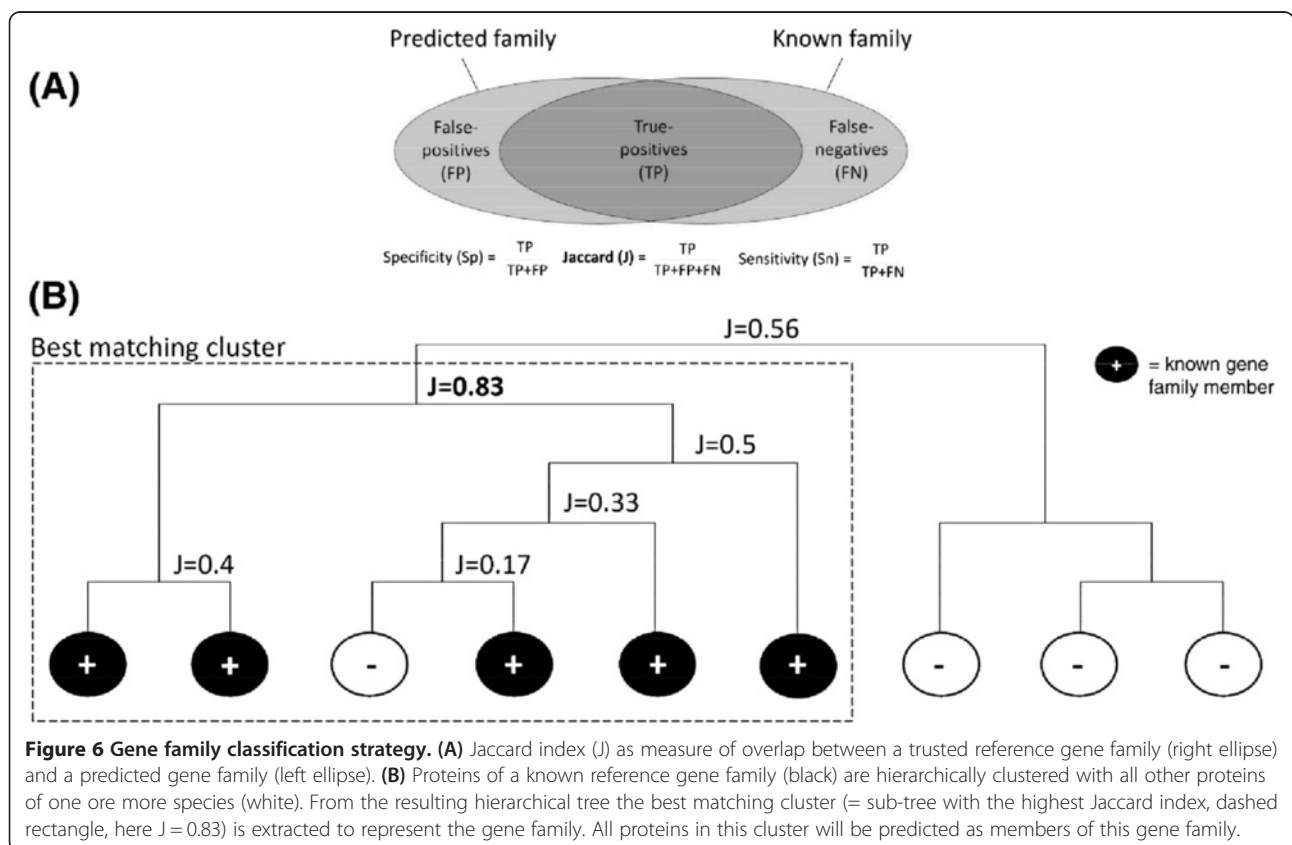 (A)
Predicted family
Known family
False-
positives
(FP)
True-
positives
(TP)
False-
negatives
(FN)
Specificity (Sp) = TP / TP+FP
Jaccard (J) = TP / TP+FP+FN
Sensitivity (Sn) = TP / TP+FN
(B)
Best matching cluster
J=0.56
J=0.83
J=0.5
J=0.33
J=0.4
J=0.17
+ = known gene
family member
+ + - + + + - - -
Figure 6 Gene family classification strategy. (A) Jaccard index (J) as measure of overlap between a trusted reference gene family (right ellipse)
and a predicted gene family (left ellipse). (B) Proteins of a known reference gene family (black) are hierarchically clustered with all other proteins
of one ore more species (white). From the resulting hierarchical tree the best matching cluster (= sub-tree with the highest Jaccard index, dashed
rectangle, here J = 0.83) is extracted to represent the gene family. All proteins in this cluster will be predicted as members of this gene family.